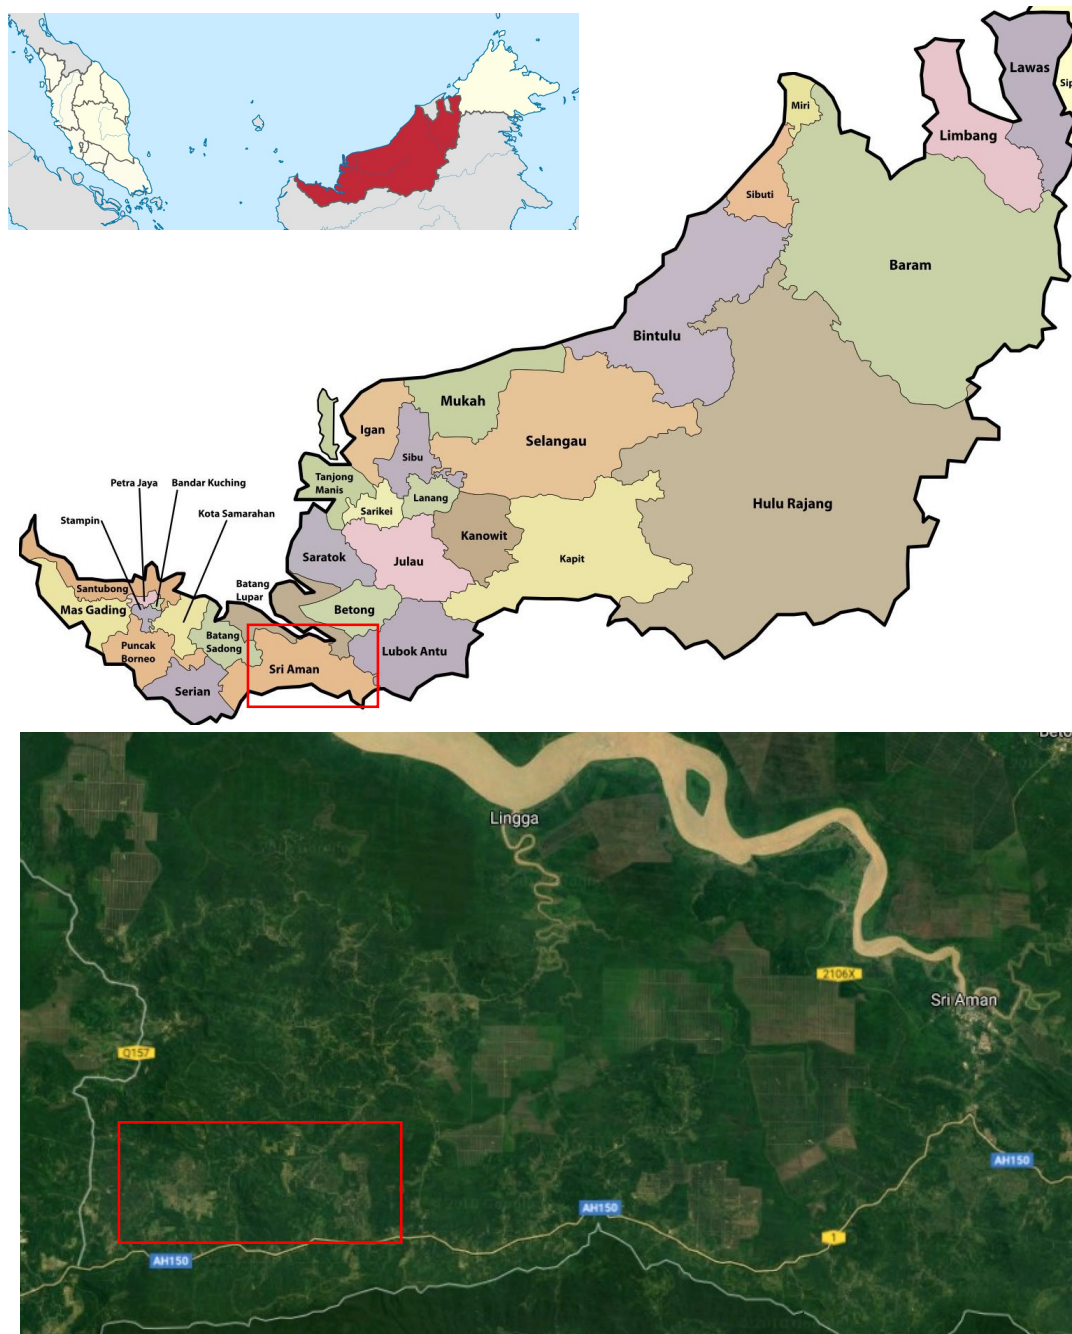 Lawas
Sip
Miri
Limbang
Sibuti
Baram
Bintulu
Mukah
Igan
Selangau
Sibu
Petra Jaya
Bandar Kuching
Tanjong
Manis
Lanang
Hulu Rajang
Stampin
Kota Samarahan
Sarikei
Kanowit
Saratok
Julau
Kapit
Batang
Lupar
Santubong
Mas Gading
Betong
Batang
Sadong
Puncak
Borneo
Lubok Antu
Sri Aman
Serian
Lingga
2106X
Sri Aman
Q157
AH150
AH150
1
AH150